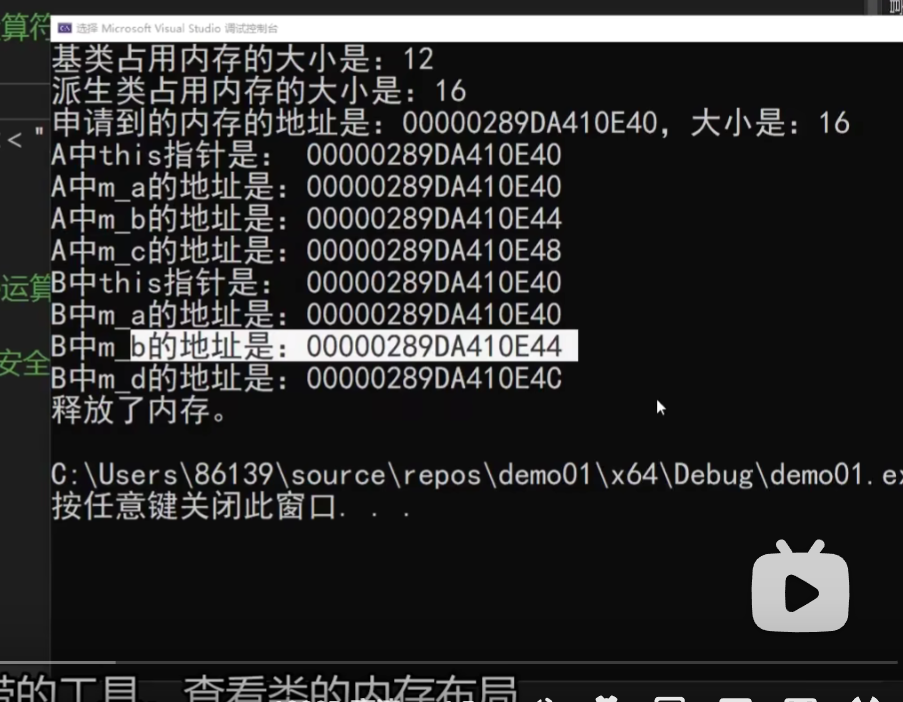 算符
选择 Microsoft Visual Studio 调试控制台
基类占用内存的大小是：12
派生类占用内存的大小是：16
申请到的内存的地址是：00000289DA410E40，大小是：16
< "
A中this指针是： 00000289DA410E40
A中m_a的地址是：00000289DA410E40
A中m_b的地址是：00000289DA410E44
A中m_c的地址是：00000289DA410E48
运算
B中this指针是： 00000289DA410E40
B中m_a的地址是：00000289DA410E40
安全
B中m_b的地址是：00000289DA410E44
B中m_d的地址是：00000289DA410E4C
释放了内存。
C:\Users\86139\source\repos\demo01\x64\Debug\demo01.ex
按任意键关闭此窗口. . .
的工具，查看类的内存布局